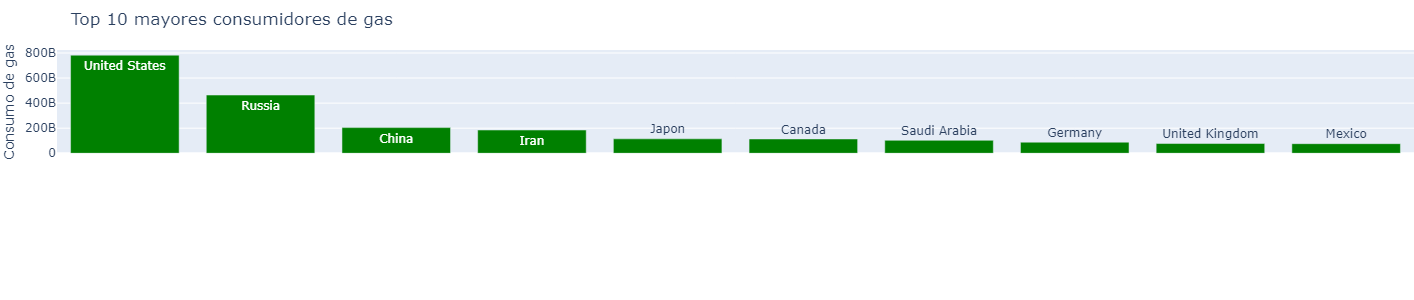 Top 10 mayores consumidores de gas
Consumo de gas
800B
600B
400B
200B
0
United States
Russia
China
Iran
Japon
Canada
Saudi Arabia
Germany
United Kingdom
Mexico